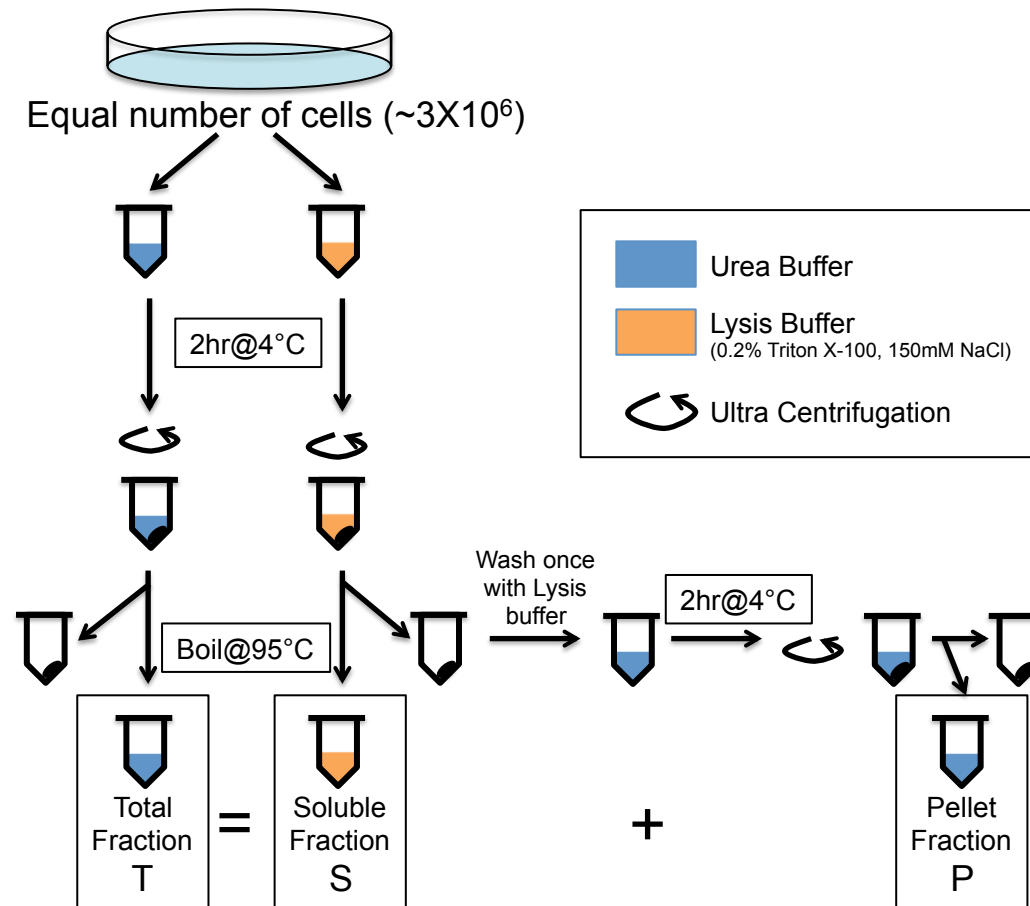 Equal number of cells (~3X10⁶)
Urea Buffer
Lysis Buffer
(0.2% Triton X-100, 150mM NaCl)
Ultra Centrifugation
2hr@4°C
Wash once
with Lysis
buffer
2hr@4°C
Boil@95°C
Total
Fraction
T
=
Soluble
Fraction
S
+
Pellet
Fraction
P